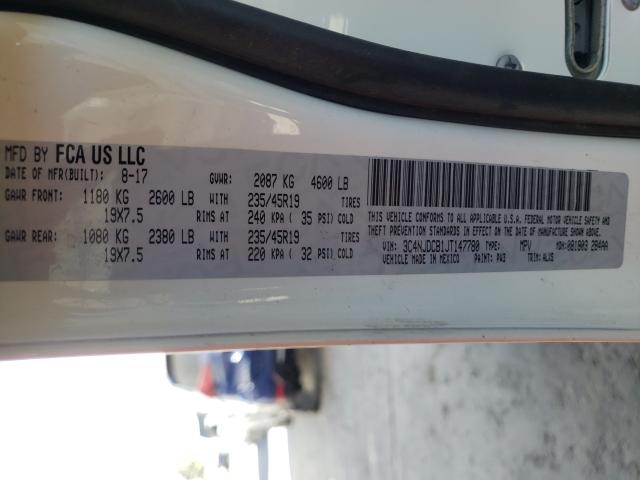 MFD BY FCA US LLC
DATE OF MFR(BUILT): 8-17 GVWR: 2087 KG 4600 LB
GAWR FRONT: 1180 KG 2600 LB WITH 235/45R19 TIRES
19X7.5 RIMS AT 240 KPA ( 35 PSI) COLD
GAWR REAR: 1080 KG 2380 LB WITH 235/45R19 TIRES
19X7.5 RIMS AT 220 KPA ( 32 PSI) COLD
THIS VEHICLE CONFORMS TO ALL APPLICABLE U.S.A. FEDERAL MOTOR VEHICLE SAFETY AND
THEFT PREVENTION STANDARDS IN EFFECT ON THE DATE OF MANUFACTURE SHOWN ABOVE.
VIN: 3C4NJDCB1JT147780 TYPE: MPV MDH: 081803 284AA
VEHICLE MADE IN MEXICO PAINT: PW3 TRIM: ALX9